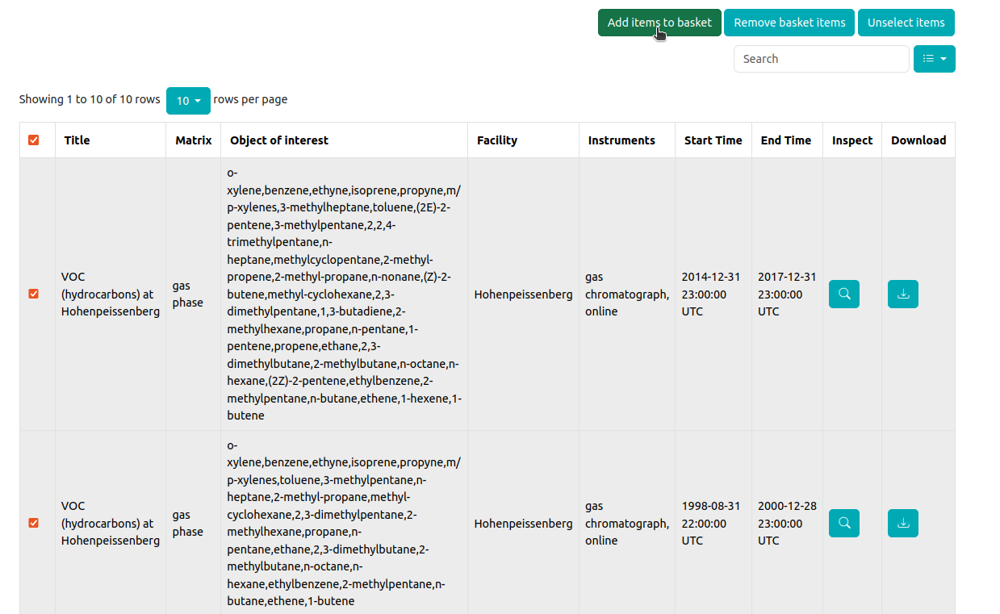 Add items to basket Remove basket items Unselect items
Search
Showing 1 to 10 of 10 rows 10 rows per page
Title Matrix Object of interest Facility Instruments Start Time End Time Inspect Download
VOC
(hydrocarbons) at
Hohenpeissenberg
gas
phase
o-
xylene,benzene,ethyne,isoprene,propyne,m/
p-xylenes,3-methylheptane,toluene,(2E)-2-
pentene,3-methylpentane,2,2,4-
trimethylpentane,n-
heptane,methylcyclopentane,2-methyl-
propene,2-methyl-propane,n-nonane,(Z)-2-
butene,methyl-cyclohexane,2,3-
dimethylpentane,1,3-butadiene,2-
methylhexane,propane,n-pentane,1-
pentene,propene,ethane,2,3-
dimethylbutane,2-methylbutane,n-octane,n-
hexane,(2Z)-2-pentene,ethylbenzene,2-
methylpentane,n-butane,ethene,1-hexene,1-
butene
Hohenpeissenberg
gas
chromatograph,
online
2014-12-31
23:00:00
UTC
2017-12-31
23:00:00
UTC
VOC
(hydrocarbons) at
Hohenpeissenberg
gas
phase
o-
xylene,benzene,ethyne,isoprene,propyne,m/
p-xylenes,toluene,3-methylpentane,n-
heptane,2-methyl-propane,methyl-
cyclohexane,2,3-dimethylpentane,2-
methylhexane,propane,n-
pentane,ethane,2,3-dimethylbutane,2-
methylbutane,n-octane,n-
hexane,ethylbenzene,2-methylpentane,n-
butane,ethene,1-butene
Hohenpeissenberg
gas
chromatograph,
online
1998-08-31
22:00:00
UTC
2000-12-28
23:00:00
UTC